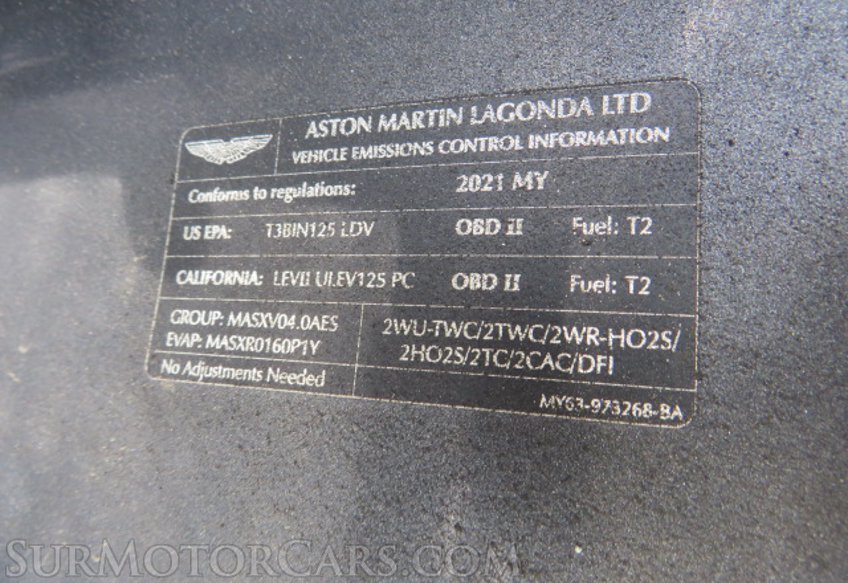 ASTON MARTIN LAGONDA LTD
VEHICLE EMISSIONS CONTROL INFORMATION
Conforms to regulations: 2021 MY
US EPA: T3BIN125 LDV OBD II Fuel: T2
CALIFORNIA: LEVII ULEV125 PC OBD II Fuel: T2
GROUP: MASXV04.0AES
EVAP: MASXR0160P1Y
2WU-TWC/2TWC/2WR-HO2S/
2HO2S/2TC/2CAC/DFI
No Adjustments Needed
MY63-973268-BA
SURMOTORCARS.COM